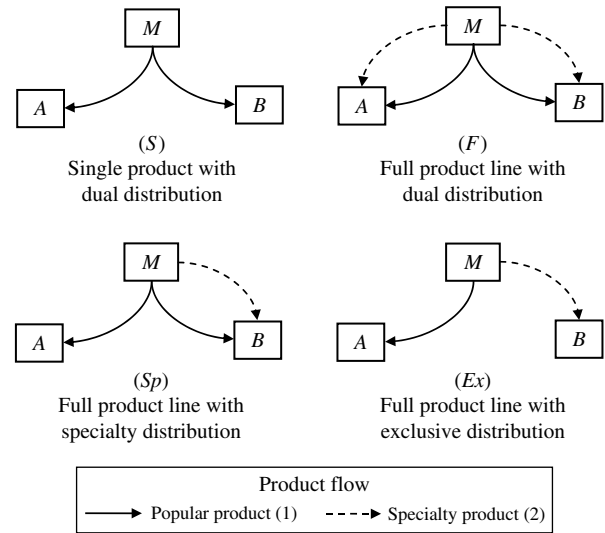 M
A
B
(S)
Single product with
dual distribution
M
A
B
(F)
Full product line with
dual distribution
M
A
B
(Sp)
Full product line with
specialty distribution
M
A
B
(Ex)
Full product line with
exclusive distribution
Product flow
Popular product (1)
Specialty product (2)